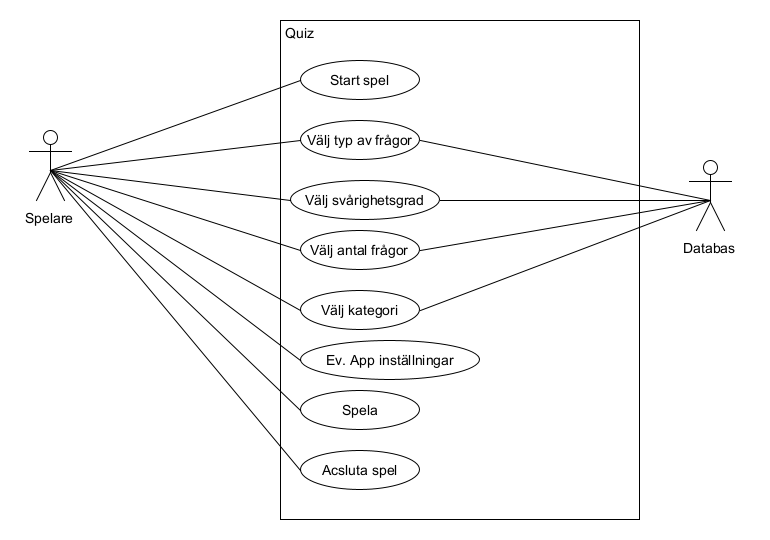 Quiz
Start spel
Välj typ av frågor
Välj svårighetsgrad
Spelare
Välj antal frågor
Databas
Välj kategori
Ev. App inställningar
Spela
Acsluta spel